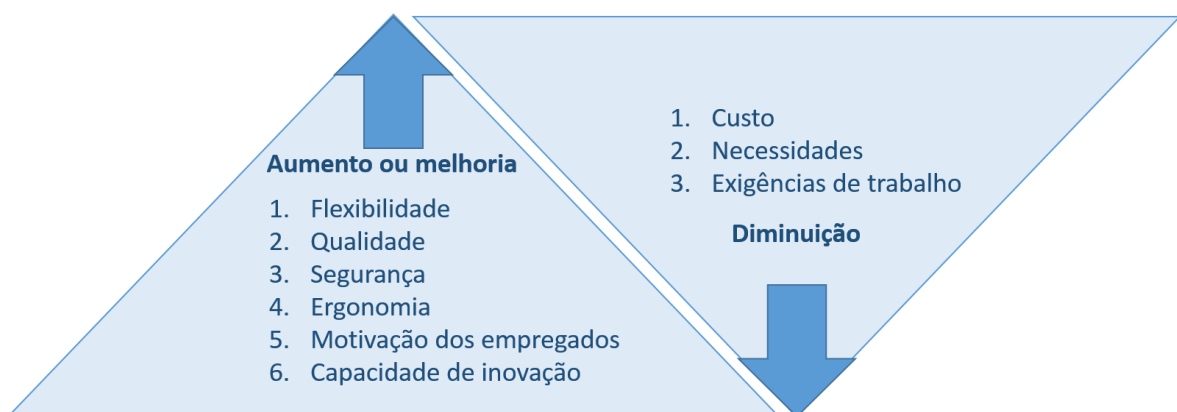 Aumento ou melhoria
1. Flexibilidade
2. Qualidade
3. Segurança
4. Ergonomia
5. Motivação dos empregados
6. Capacidade de inovação
1. Custo
2. Necessidades
3. Exigências de trabalho
Diminuição